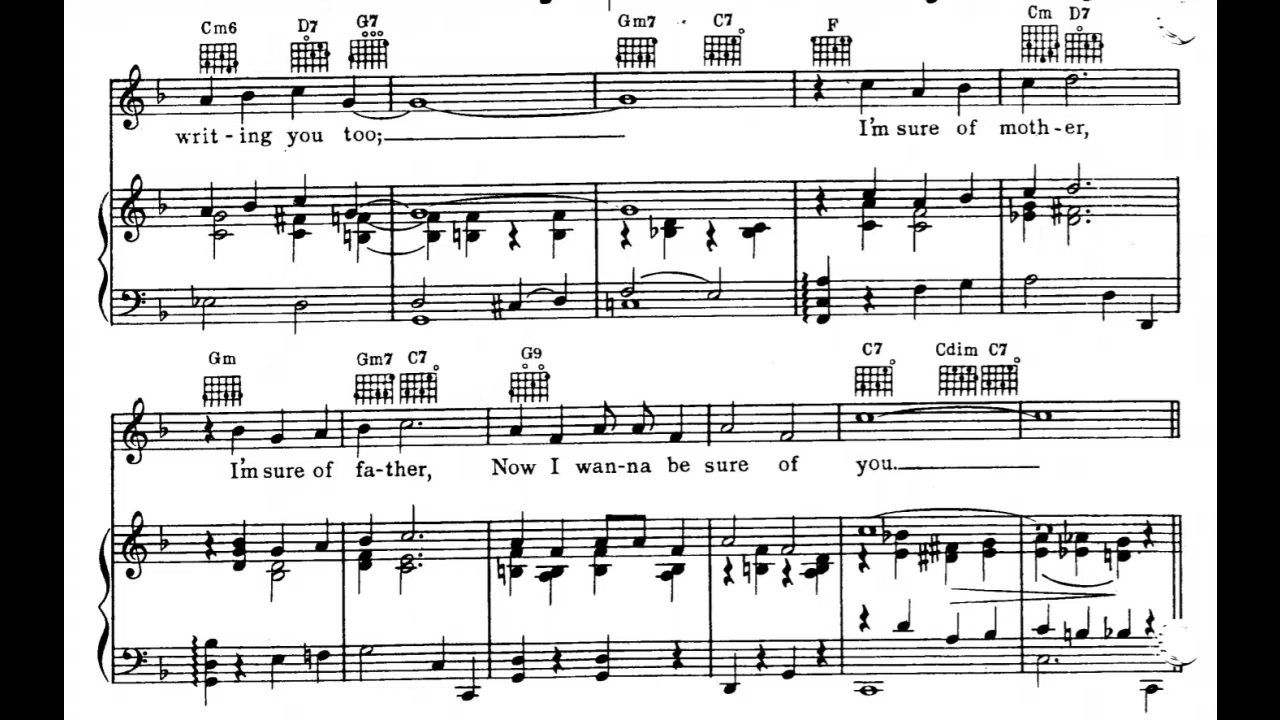 Cm6 D7 G7 Gm7 C7 F Cm D7
writ-ing you too; I'm sure of moth-er,
Gm Gm7 C7 G9 C7 Cdim C7
I'm sure of fa-ther, Now I wan-na be sure of you.